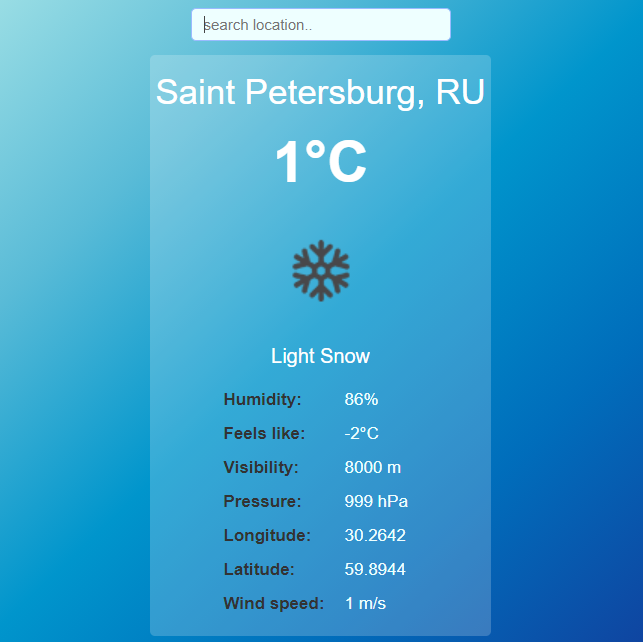 search location..
Saint Petersburg, RU
1°C
Light Snow
Humidity: 86%
Feels like: -2°C
Visibility: 8000 m
Pressure: 999 hPa
Longitude: 30.2642
Latitude: 59.8944
Wind speed: 1 m/s